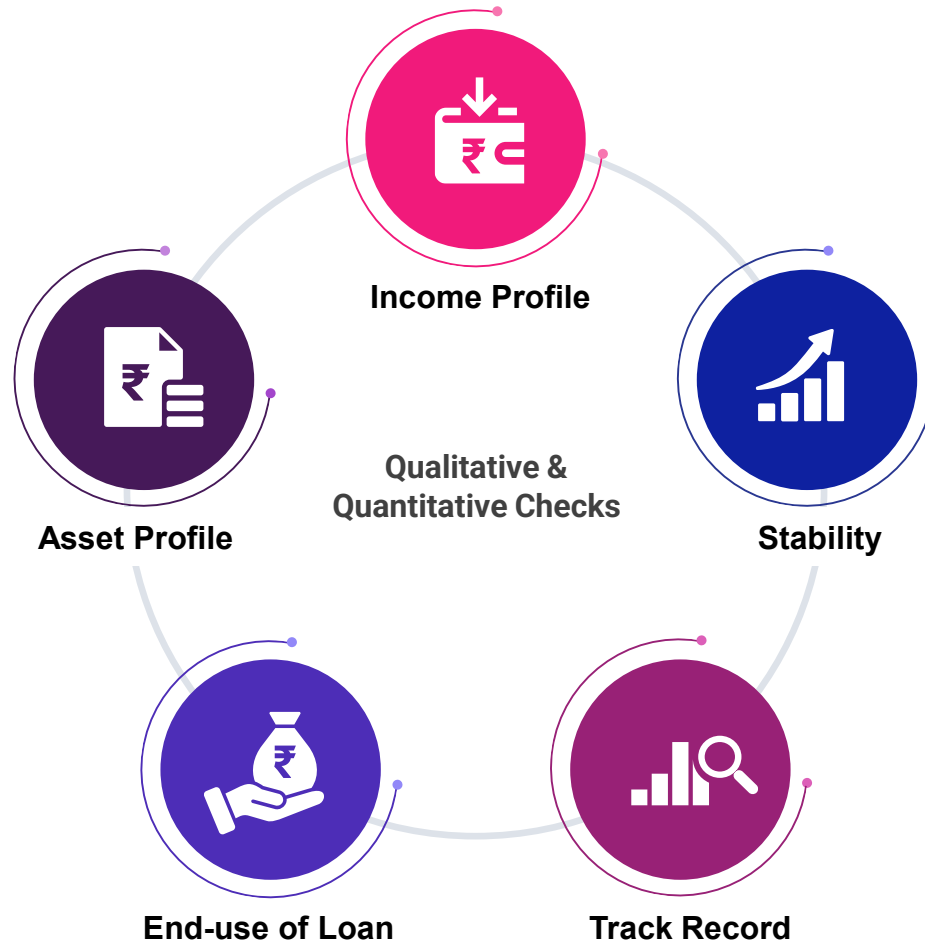 ₹
Income Profile
₹
Qualitative &
Quantitative Checks
Asset Profile
Stability
₹
End-use of Loan
Track Record